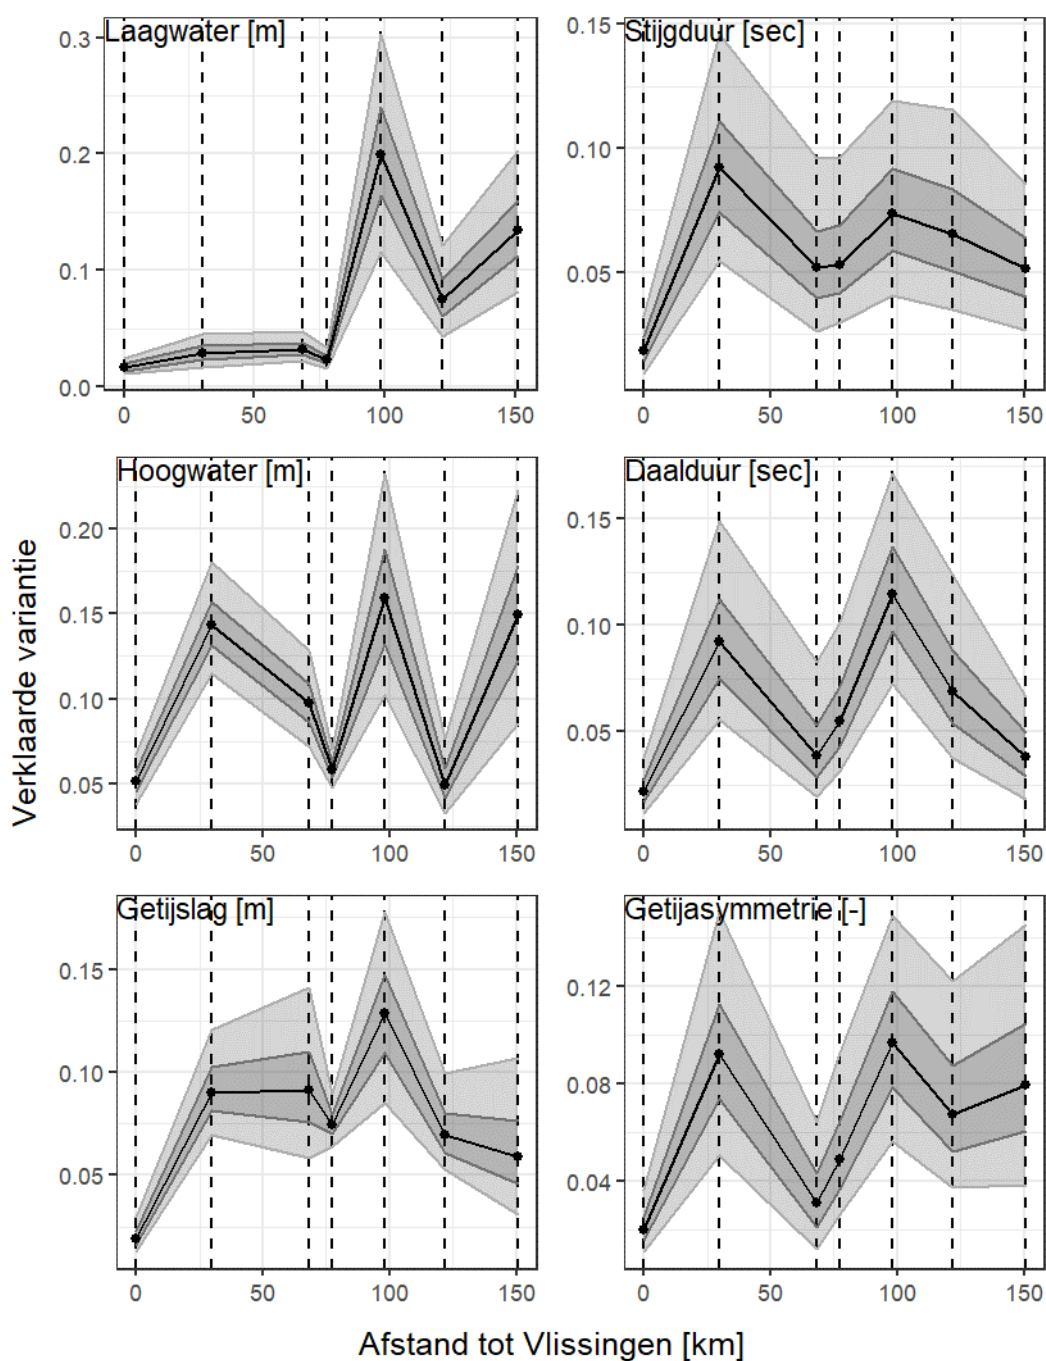 Laagwater [m]
0.3
0.2
0.1
0.0
0 50 100 150
Stijgduur [sec]
0.15
0.10
0.05
0 50 100 150
Hoogwater [m]
0.20
0.15
0.10
0.05
0 50 100 150
Daalduur [sec]
0.15
0.10
0.05
0 50 100 150
Getijslag [m]
0.15
0.10
0.05
0 50 100 150
Getijasymmetrie [-]
0.12
0.08
0.04
0 50 100 150
Verklaarde variantie
Afstand tot Vlissingen [km]